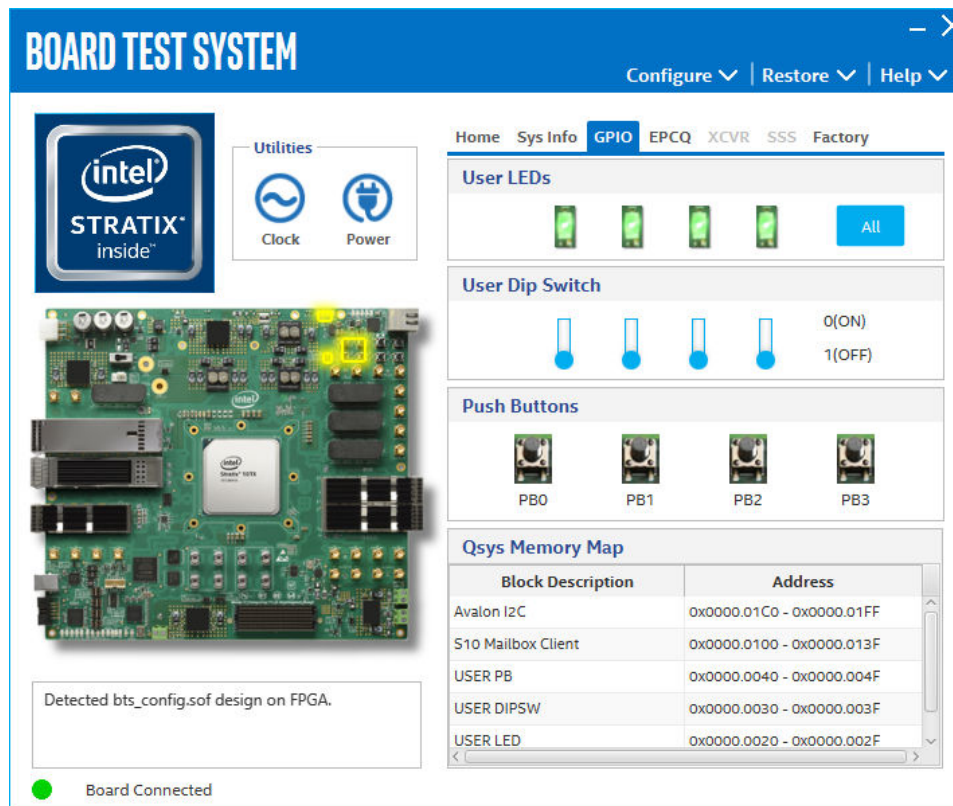 BOARD TEST SYSTEM
Configure | Restore | Help
intel
STRATIX
inside™
Utilities
Clock
Power
Home Sys Info GPIO EPCQ XCVR SSS Factory
User LEDs
All
User Dip Switch
0(ON)
1(OFF)
Push Buttons
PB0 PB1 PB2 PB3
Qsys Memory Map
Block Description Address
Avalon I2C 0x0000.01C0 - 0x0000.01FF
S10 Mailbox Client 0x0000.0100 - 0x0000.013F
USER PB 0x0000.0040 - 0x0000.004F
USER DIPSW 0x0000.0030 - 0x0000.003F
USER LED 0x0000.0020 - 0x0000.002F
intel
intel
Detected bts_config.sof design on FPGA.
Board Connected